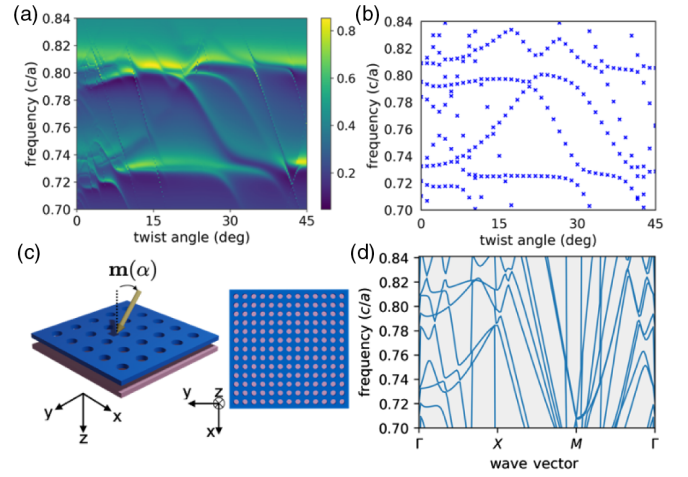 (a)
0.84
0.82
0.80
0.78
0.76
0.74
0.72
0.70
frequency (c/a)
0 15 30 45
twist angle (deg)
0.8
0.6
0.4
0.2
(b)
0.84
0.82
0.80
0.78
0.76
0.74
0.72
0.70
frequency (c/a)
0 15 30 45
twist angle (deg)
(c)
m(α)
y x
z
y z
x
(d)
0.84
0.82
0.80
0.78
0.76
0.74
0.72
0.70
frequency (c/a)
Γ X M Γ
wave vector